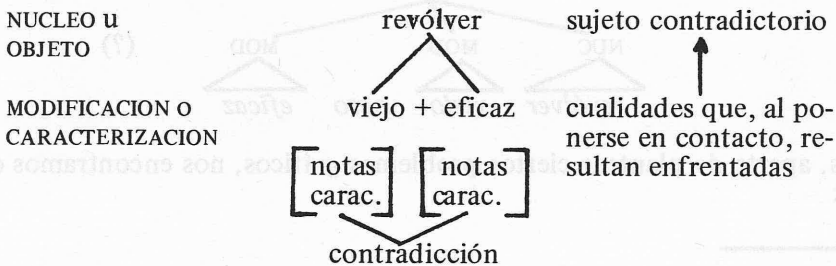 NUCLEO u revólver sujeto contradictorio
OBJETO
MODIFICACION O viejo + eficaz cualidades que, al po-
CARACTERIZACION nerse en contacto, re-
[notas [notas sultan enfrentadas
carac.] carac.]
contradicción